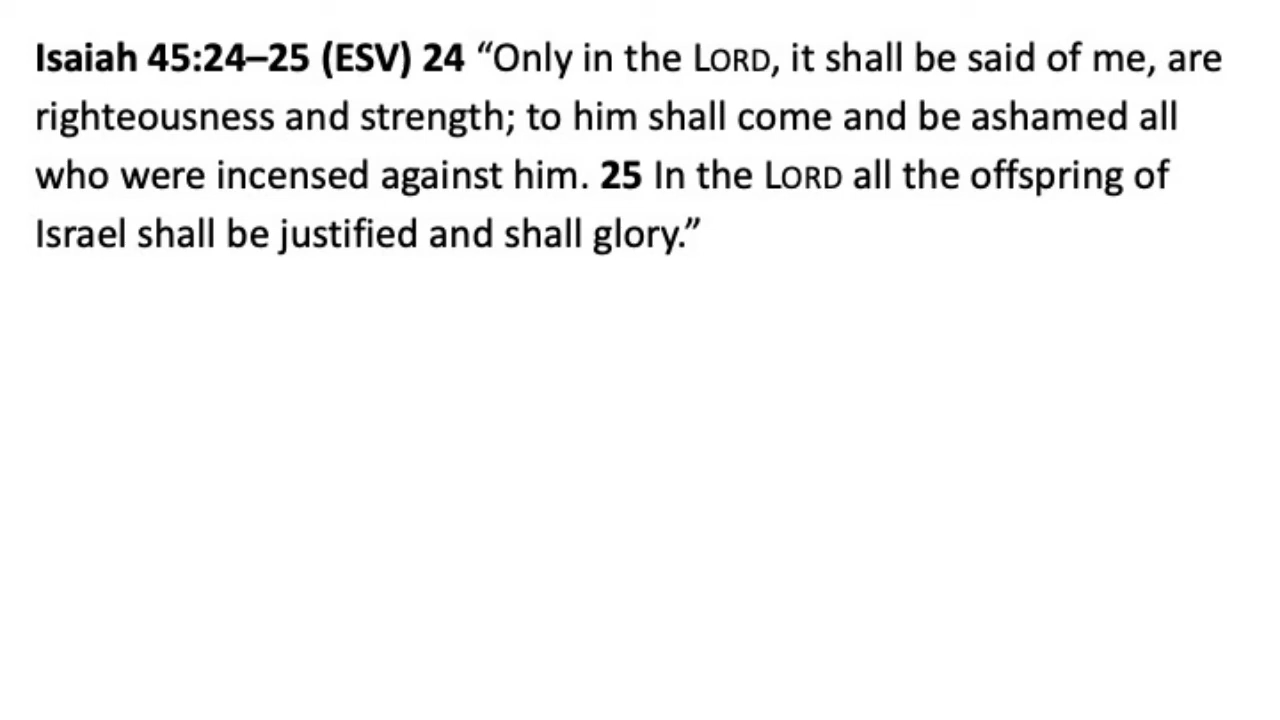 Isaiah 45:24–25 (ESV) 24 “Only in the LORD, it shall be said of me, are
righteousness and strength; to him shall come and be ashamed all
who were incensed against him. 25 In the LORD all the offspring of
Israel shall be justified and shall glory.”